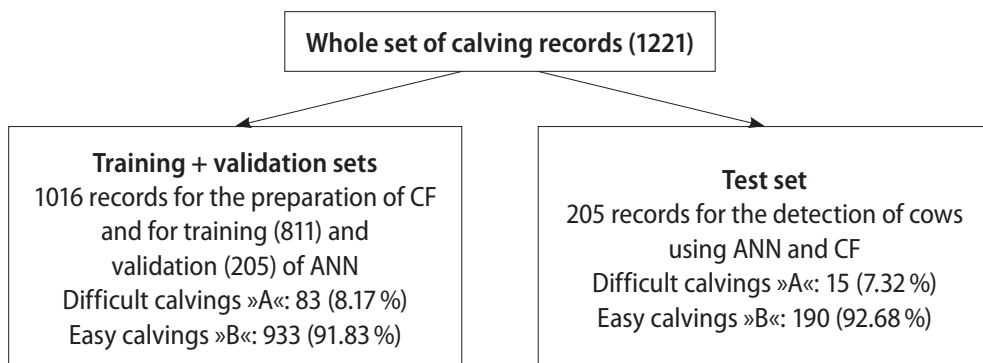 Whole set of calving records (1221)
Training + validation sets
1016 records for the preparation of CF
and for training (811) and
validation (205) of ANN
Difficult calvings »A«: 83 (8.17 %)
Easy calvings »B«: 933 (91.83 %)
Test set
205 records for the detection of cows
using ANN and CF
Difficult calvings »A«: 15 (7.32 %)
Easy calvings »B«: 190 (92.68 %)